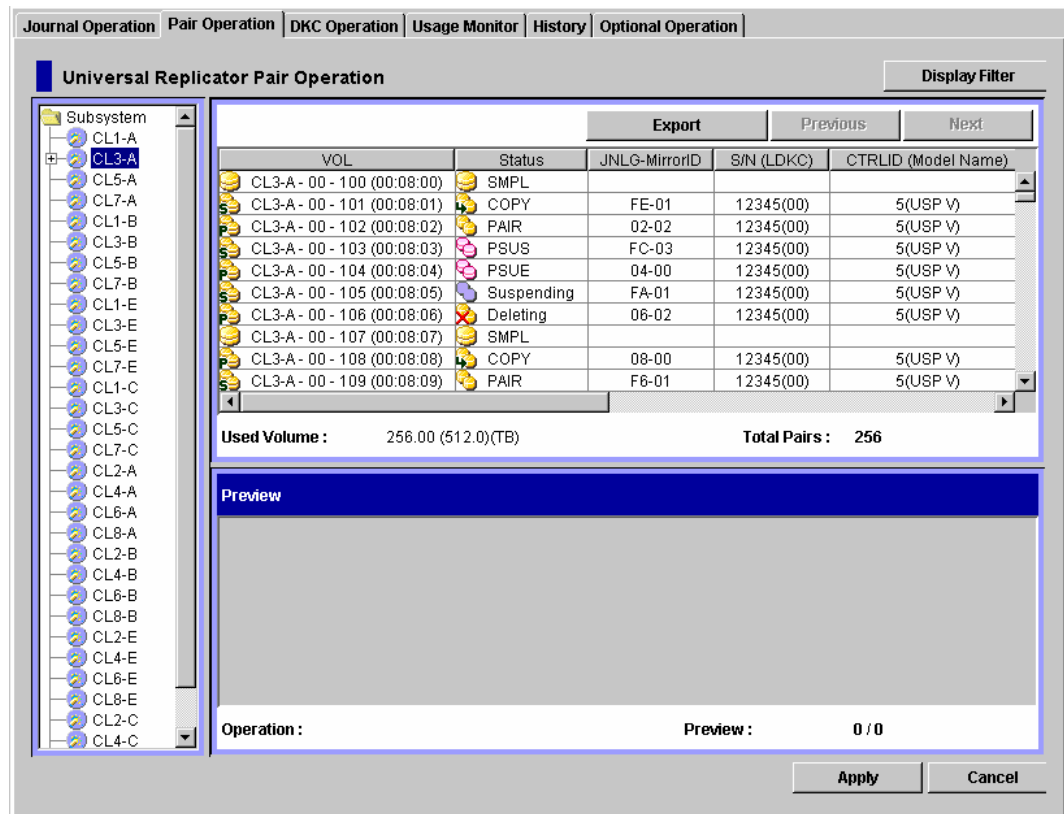 Journal Operation Pair Operation DKC Operation Usage Monitor History Optional Operation
Universal Replicator Pair Operation
Display Filter
Subsystem
CL1-A
CL3-A
CL5-A
CL7-A
CL1-B
CL3-B
CL5-B
CL7-B
CL1-E
CL3-E
CL5-E
CL7-E
CL1-C
CL3-C
CL5-C
CL7-C
CL2-A
CL4-A
CL6-A
CL8-A
CL2-B
CL4-B
CL6-B
CL8-B
CL2-E
CL4-E
CL6-E
CL8-E
CL2-C
CL4-C
Export Previous Next
VOL Status JNLG-MirrorID S/N (LDKC) CTRLID (Model Name)
CL3-A - 00 - 100 (00:08:00) SMPL
S CL3-A - 00 - 101 (00:08:01) COPY FE-01 12345(00) 5(USP V)
P CL3-A - 00 - 102 (00:08:02) PAIR 02-02 12345(00) 5(USP V)
S CL3-A - 00 - 103 (00:08:03) PSUS FC-03 12345(00) 5(USP V)
P CL3-A - 00 - 104 (00:08:04) PSUE 04-00 12345(00) 5(USP V)
S CL3-A - 00 - 105 (00:08:05) Suspending FA-01 12345(00) 5(USP V)
P CL3-A - 00 - 106 (00:08:06) Deleting 06-02 12345(00) 5(USP V)
CL3-A - 00 - 107 (00:08:07) SMPL
P CL3-A - 00 - 108 (00:08:08) COPY 08-00 12345(00) 5(USP V)
S CL3-A - 00 - 109 (00:08:09) PAIR F6-01 12345(00) 5(USP V)
Used Volume : 256.00 (512.0)(TB) Total Pairs : 256
Preview
Operation : Preview : 0 / 0
Apply Cancel